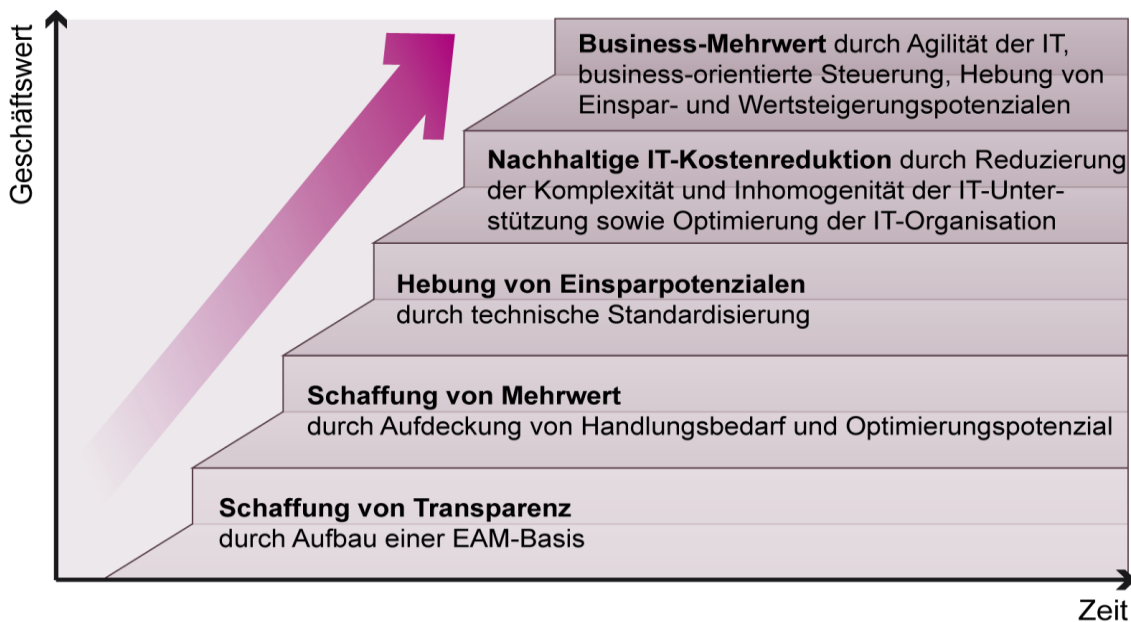 Geschäftswert
Business-Mehrwert durch Agilität der IT,
business-orientierte Steuerung, Hebung von
Einspar- und Wertsteigerungspotenzialen
Nachhaltige IT-Kostenreduktion durch Reduzierung
der Komplexität und Inhomogenität der IT-Unter-
stützung sowie Optimierung der IT-Organisation
Hebung von Einsparpotenzialen
durch technische Standardisierung
Schaffung von Mehrwert
durch Aufdeckung von Handlungsbedarf und Optimierungspotenzial
Schaffung von Transparenz
durch Aufbau einer EAM-Basis
Zeit